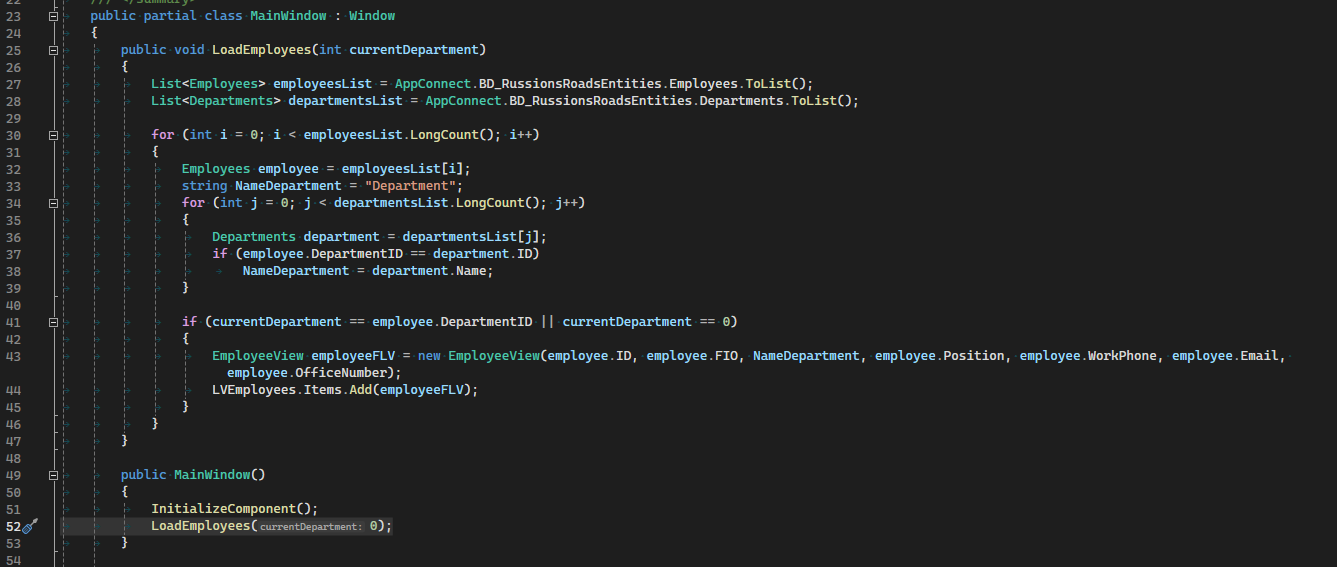 22 /// </summary>
23 public partial class MainWindow : Window
24 {
25 public void LoadEmployees(int currentDepartment)
26 {
27 List<Employees> employeesList = AppConnect.BD_RussionsRoadsEntities.Employees.ToList();
28 List<Departments> departmentsList = AppConnect.BD_RussionsRoadsEntities.Departments.ToList();
29
30 for (int i = 0; i < employeesList.LongCount(); i++)
31 {
32 Employees employee = employeesList[i];
33 string NameDepartment = "Department";
34 for (int j = 0; j < departmentsList.LongCount(); j++)
35 {
36 Departments department = departmentsList[j];
37 if (employee.DepartmentID == department.ID)
38 NameDepartment = department.Name;
39 }
40
41 if (currentDepartment == employee.DepartmentID || currentDepartment == 0)
42 {
43 EmployeeView employeeFLV = new EmployeeView(employee.ID, employee.FIO, NameDepartment, employee.Position, employee.WorkPhone, employee.Email,
employee.OfficeNumber);
44 LVEmployees.Items.Add(employeeFLV);
45 }
46 }
47 }
48
49 public MainWindow()
50 {
51 InitializeComponent();
52 LoadEmployees(currentDepartment: 0);
53 }
54